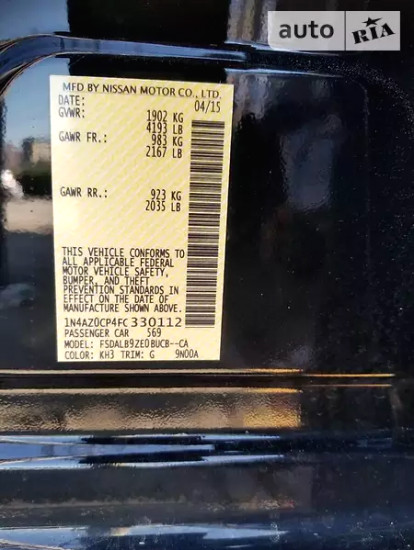 auto RIA
MFD BY NISSAN MOTOR CO., LTD.
DATE: 04/15
GVWR: 1902 KG
4193 LB
GAWR FR: 983 KG
2167 LB
GAWR RR: 923 KG
2035 LB
THIS VEHICLE CONFORMS TO
ALL APPLICABLE FEDERAL
MOTOR VEHICLE SAFETY,
BUMPER, AND THEFT
PREVENTION STANDARDS IN
EFFECT ON THE DATE OF
MANUFACTURE SHOWN ABOVE.
1N4AZ0CP4FC330112
PASSENGER CAR 569
MODEL: FSDALB9ZE0BUCB--CA
COLOR: KH3 TRIM: G 9N00A